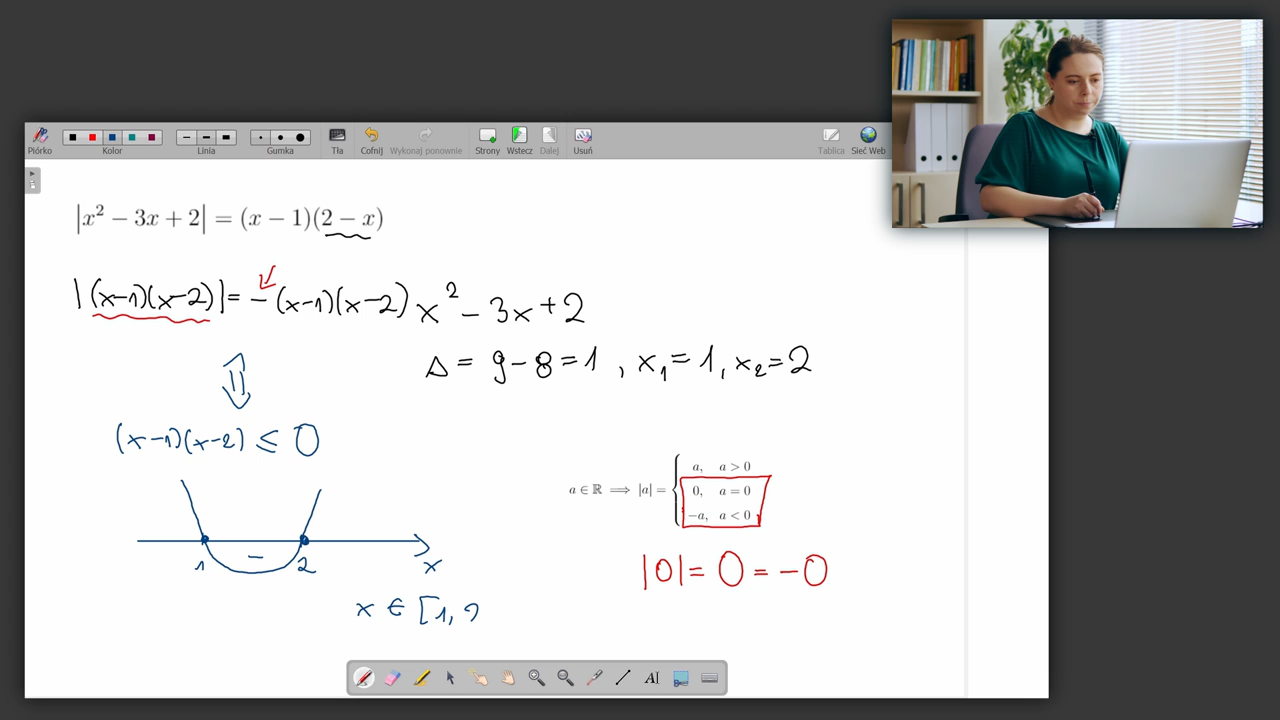 Piórko Kolor Linia Gumka Tła Cofnij Wykonaj ponownie Strony Wstecz Dalej Usuń Tablica Sieć Web
|x² − 3x + 2| = (x − 1)(2 − x)
|(x−1)(x−2)| = −(x−1)(x−2) x² − 3x + 2
Δ = 9 − 8 = 1 , x₁ = 1, x₂ = 2
⇕
(x−1)(x−2) ≤ 0
a ∈ ℝ ⟹ |a| = { a, a > 0
0, a = 0
−a, a < 0
−
1 2 x
|0| = 0 = −0
x ∈ [1,